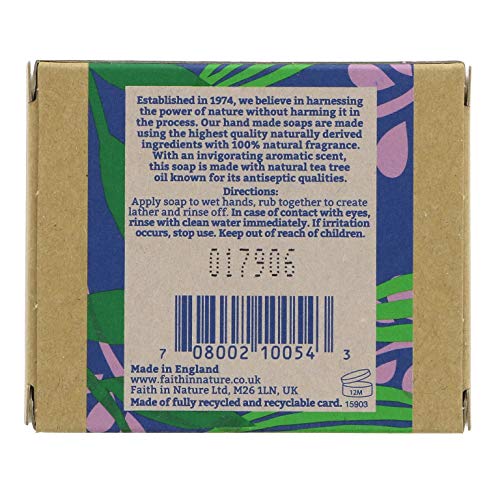 Established in 1974, we believe in harnessing
the power of nature without harming it in
the process. Our hand made soaps are made
using the highest quality naturally derived
ingredients with 100% natural fragrance.
With an invigorating aromatic scent,
this soap is made with natural tea tree
oil known for its antiseptic qualities.
Directions:
Apply soap to wet hands, rub together to create
lather and rinse off. In case of contact with eyes,
rinse with clean water immediately. If irritation
occurs, stop use. Keep out of reach of children.
017906
7 08002 10054 3
Made in England
www.faithinnature.co.uk
Faith in Nature Ltd, M26 1LN, UK
12M
Made of fully recycled and recyclable card. 15903